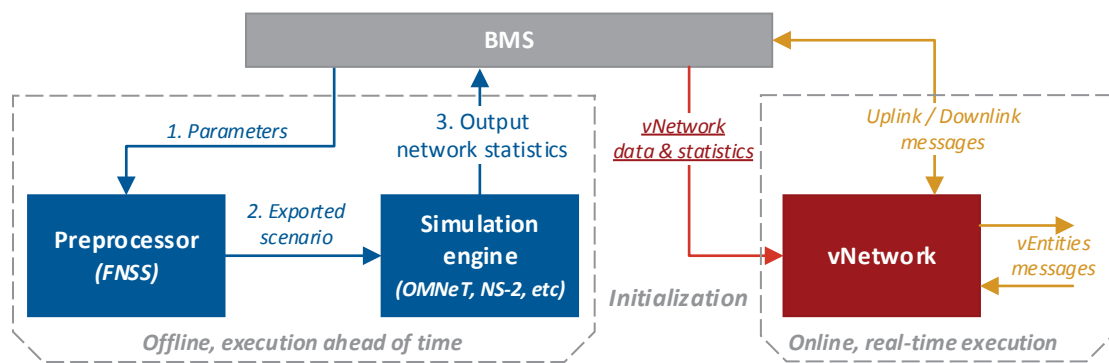 BMS
1. Parameters
3. Output
network statistics
vNetwork
data & statistics
Uplink / Downlink
messages
Preprocessor
(FNSS)
2. Exported
scenario
Simulation
engine
(OMNeT, NS-2, etc)
vNetwork
vEntities
messages
Initialization
Offline, execution ahead of time
Online, real-time execution